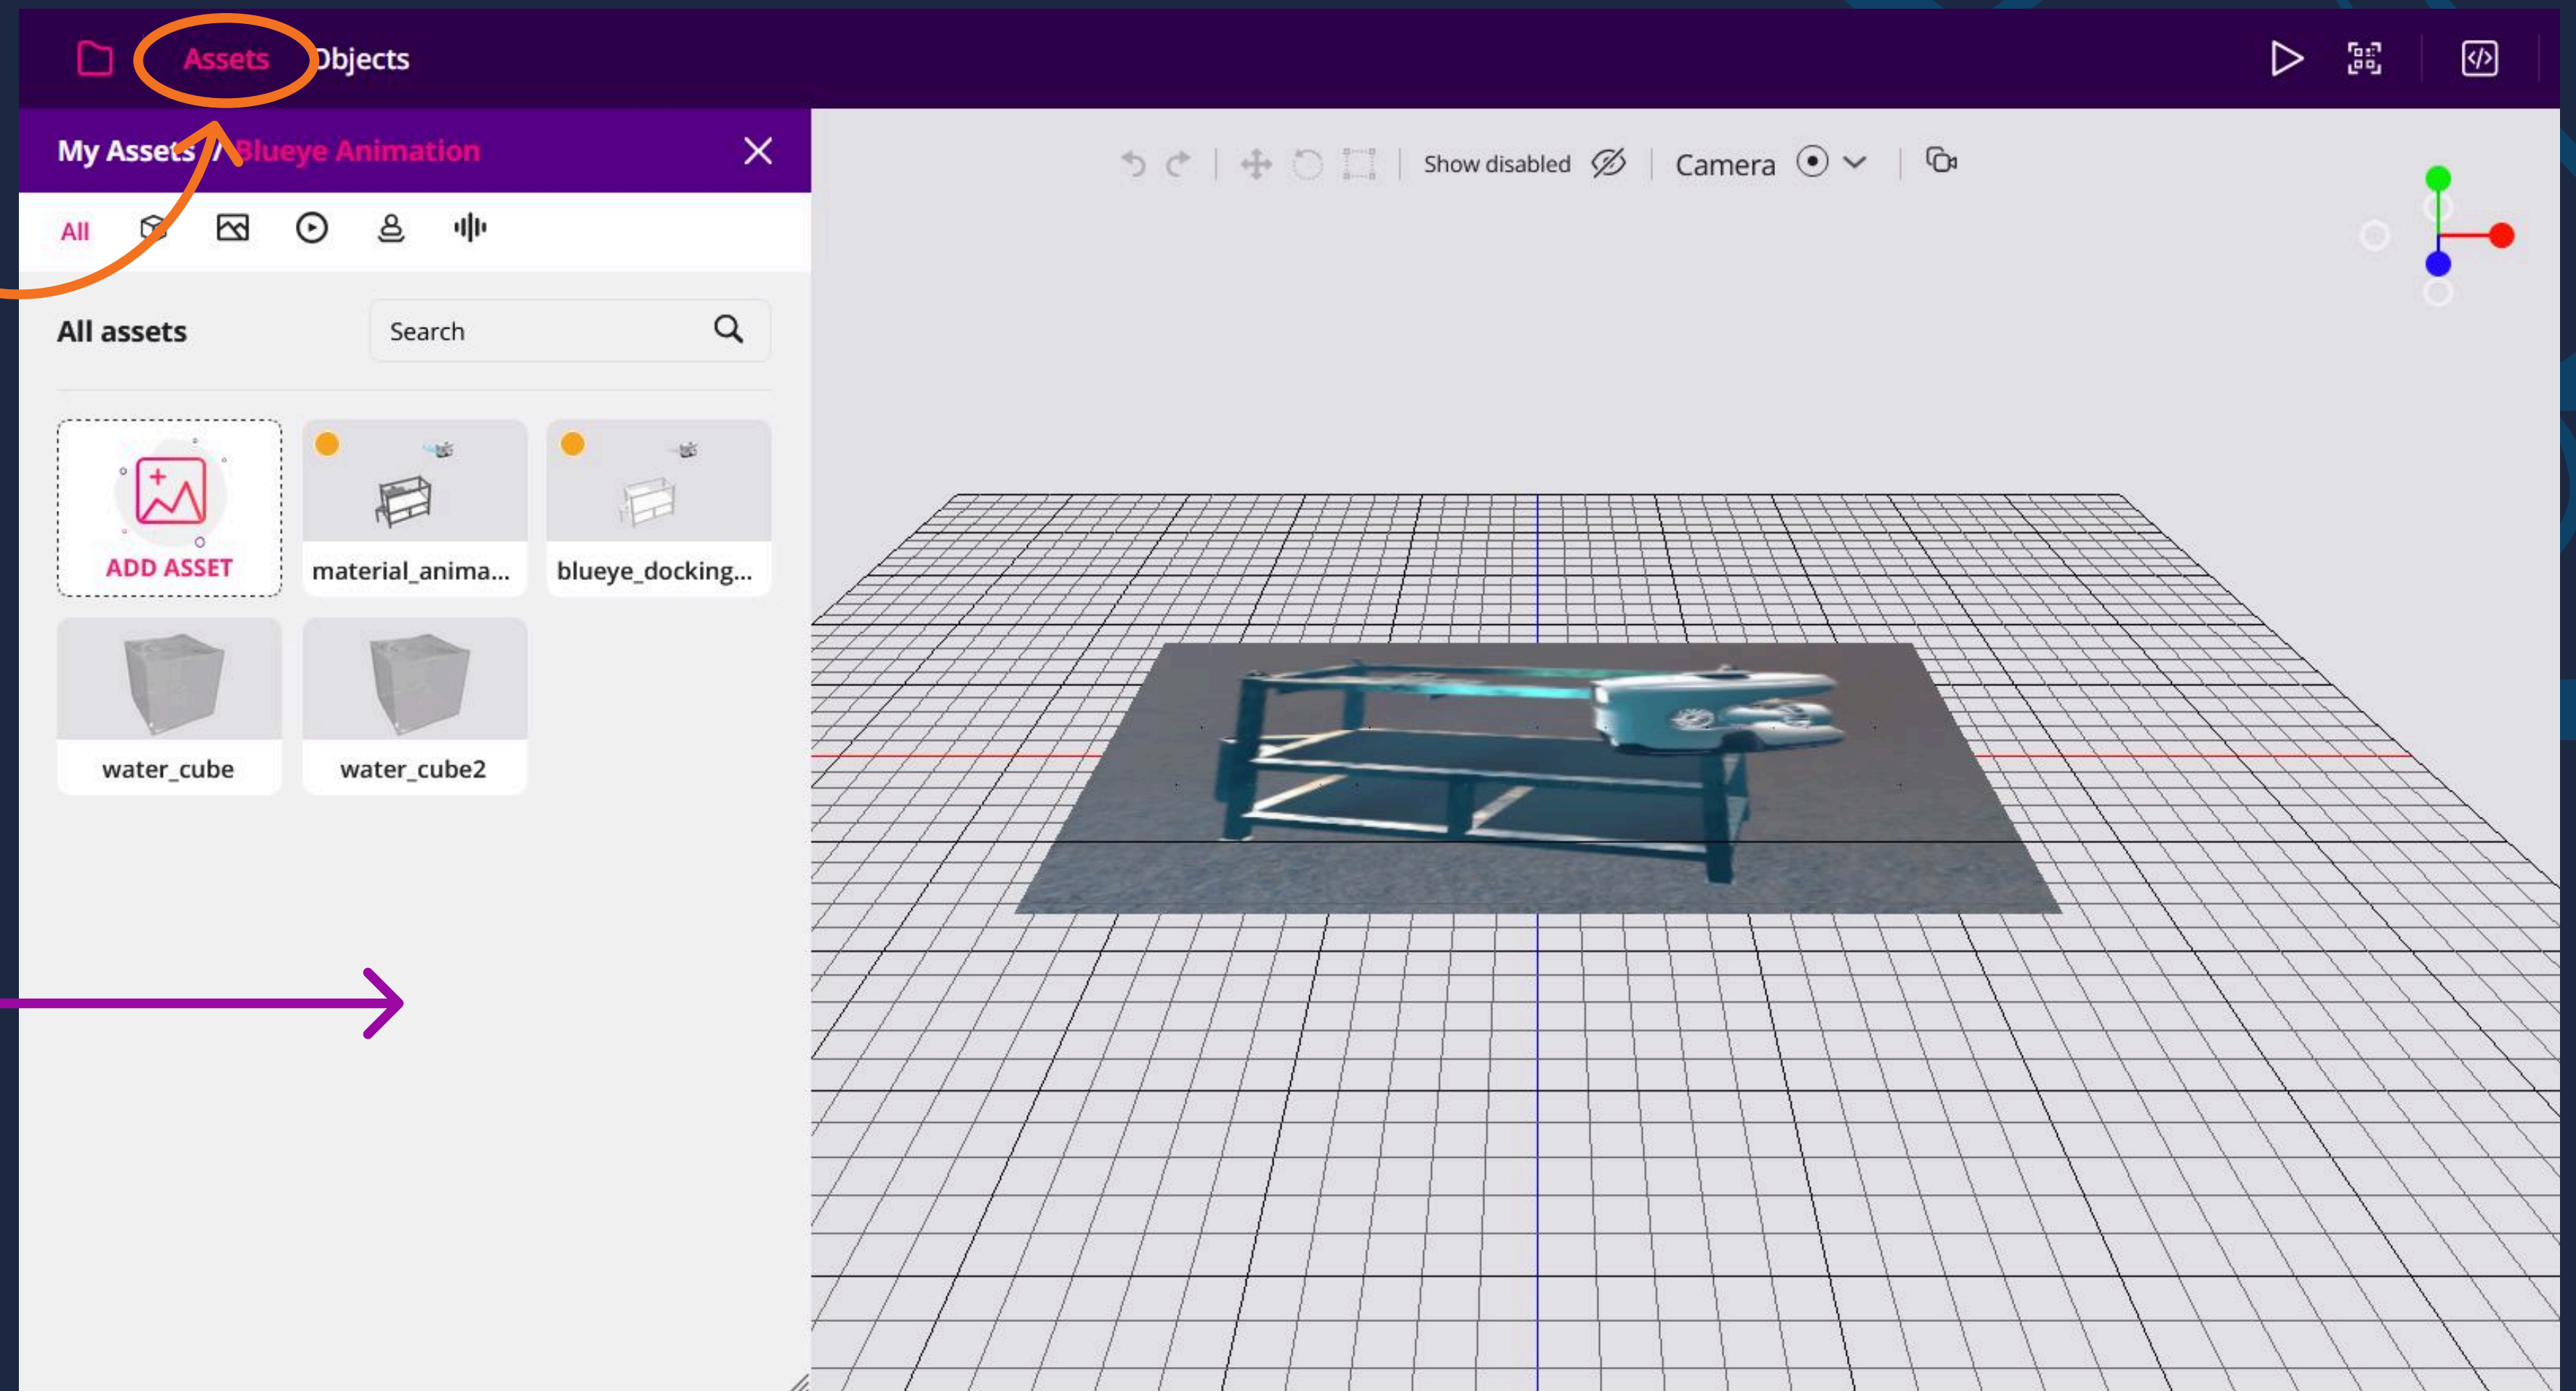 Assets Objects
My Assets / Blueye Animation
Show disabled Camera
All
All assets Search
ADD ASSET
material_anima...
blueye_docking...
water_cube
water_cube2